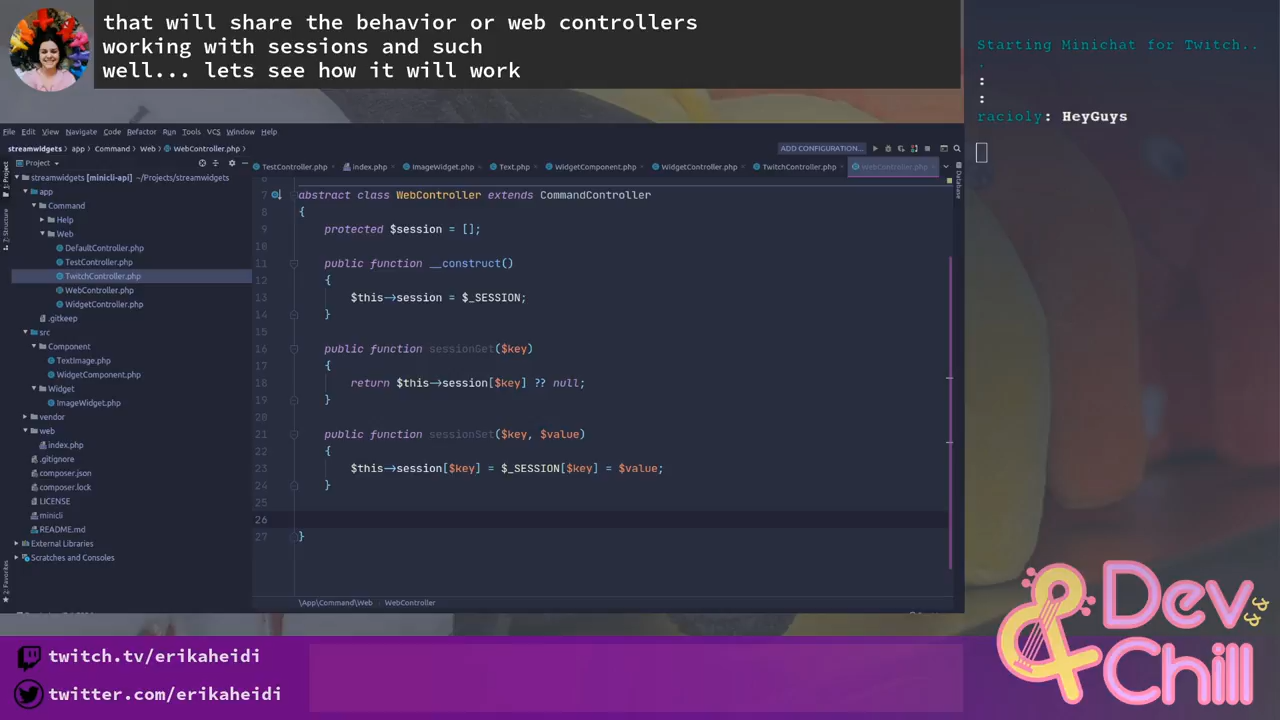 that will share the behavior or web controllers
working with sessions and such
well... lets see how it will work
Starting Minichat for Twitch..
.
:
:
racioly: HeyGuys
File Edit View Navigate Code Refactor Run Tools VCS Window Help
streamwidgets > app > Command > Web > WebController.php
ADD CONFIGURATION...
Project
TestController.php
index.php
ImageWidget.php
Text.php
WidgetComponent.php
WidgetController.php
TwitchController.php
WebController.php
1: Project
7: Structure
2: Favorites
Database
streamwidgets [minicli-api] ~/Projects/streamwidgets
app
Command
Help
Web
DefaultController.php
TestController.php
TwitchController.php
WebController.php
WidgetController.php
.gitkeep
src
Component
TextImage.php
WidgetComponent.php
Widget
ImageWidget.php
vendor
web
index.php
.gitignore
composer.json
composer.lock
LICENSE
minicli
README.md
External Libraries
Scratches and Consoles
7 abstract class WebController extends CommandController
8 {
9 protected $session = [];
10
11 public function __construct()
12 {
13 $this→session = $_SESSION;
14 }
15
16 public function sessionGet($key)
17 {
18 return $this→session[$key] ?? null;
19 }
20
21 public function sessionSet($key, $value)
22 {
23 $this→session[$key] = $_SESSION[$key] = $value;
24 }
25
26
27 }
\App\Command\Web > WebController
twitch.tv/erikaheidi
twitter.com/erikaheidi
Dev
&&
Chill